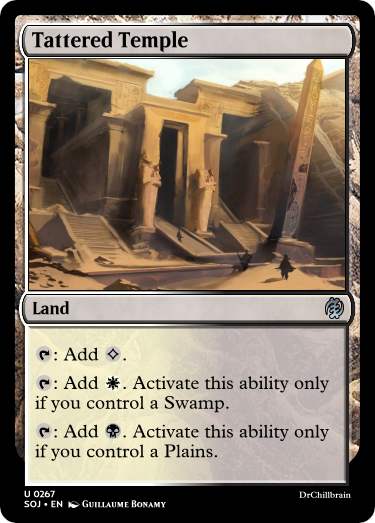 Tattered Temple
Land
: Add .
: Add . Activate this ability only
if you control a Swamp.
: Add . Activate this ability only
if you control a Plains.
U 0267
SOJ • EN Guillaume Bonamy
DrChillbrain